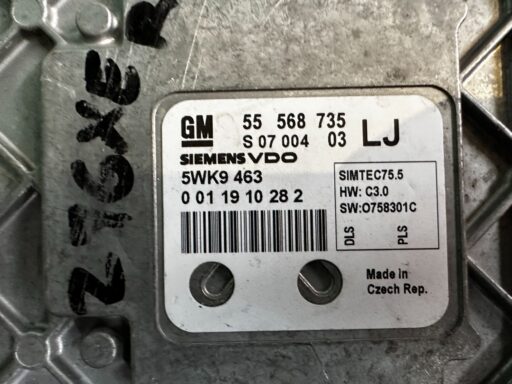 Z16XER
GM 55 568 735 LJ
S 07 004 03
SIEMENS VDO
5WK9 463
0 01 19 10 28 2
SIMTEC75.5
HW: C3.0
SW:O758301C
DLS
PLS
Made in
Czech Rep.